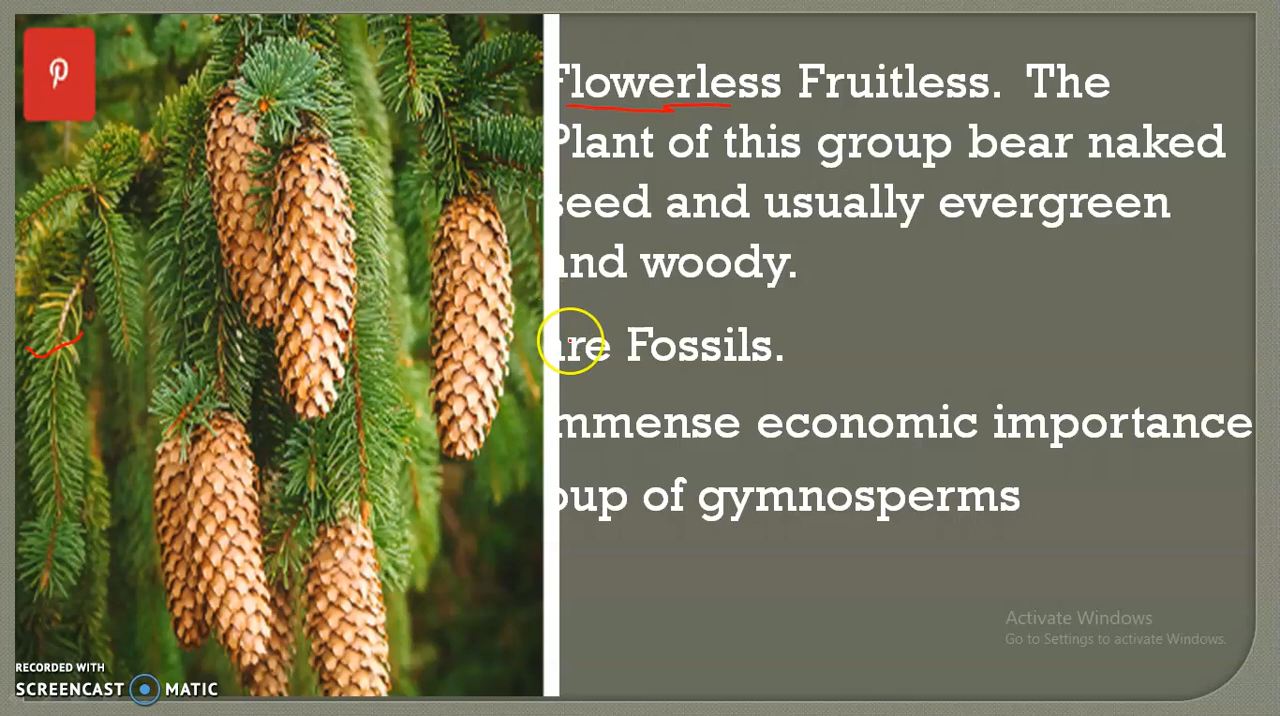 Flowerless Fruitless. The
Plant of this group bear naked
seed and usually evergreen
and woody.
are Fossils.
immense economic importance
of gymnosperms
Activate Windows
Go to Settings to activate Windows.
RECORDED WITH
SCREENCAST MATIC